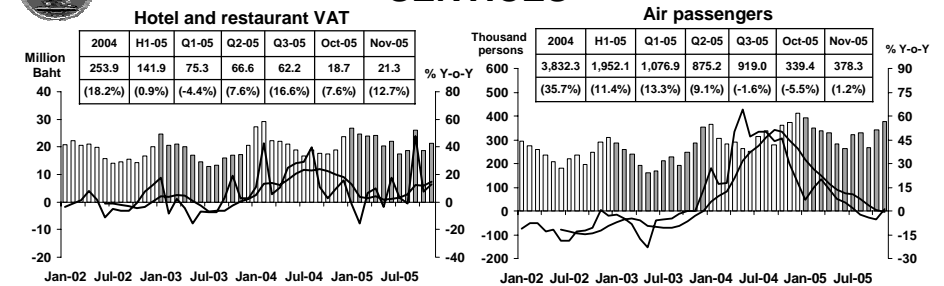 Hotel and restaurant VAT
Million Baht
2004 H1-05 Q1-05 Q2-05 Q3-05 Oct-05 Nov-05
253.9 141.9 75.3 66.6 62.2 18.7 21.3
(18.2%) (0.9%) (-4.4%) (7.6%) (16.6%) (7.6%) (12.7%)
% Y-o-Y
40 80
30 60
20 40
10 20
0 0
-10 -20
-20 -40
Jan-02 Jul-02 Jan-03 Jul-03 Jan-04 Jul-04 Jan-05 Jul-05
Air passengers
Thousand persons
2004 H1-05 Q1-05 Q2-05 Q3-05 Oct-05 Nov-05
3,832.3 1,952.1 1,076.9 875.2 919.0 339.4 378.3
(35.7%) (11.4%) (13.3%) (9.1%) (-1.6%) (-5.5%) (1.2%)
% Y-o-Y
600 90
500 75
400 60
300 45
200 30
100 15
0 0
-100 -15
-200 -30
Jan-02 Jul-02 Jan-03 Jul-03 Jan-04 Jul-04 Jan-05 Jul-05